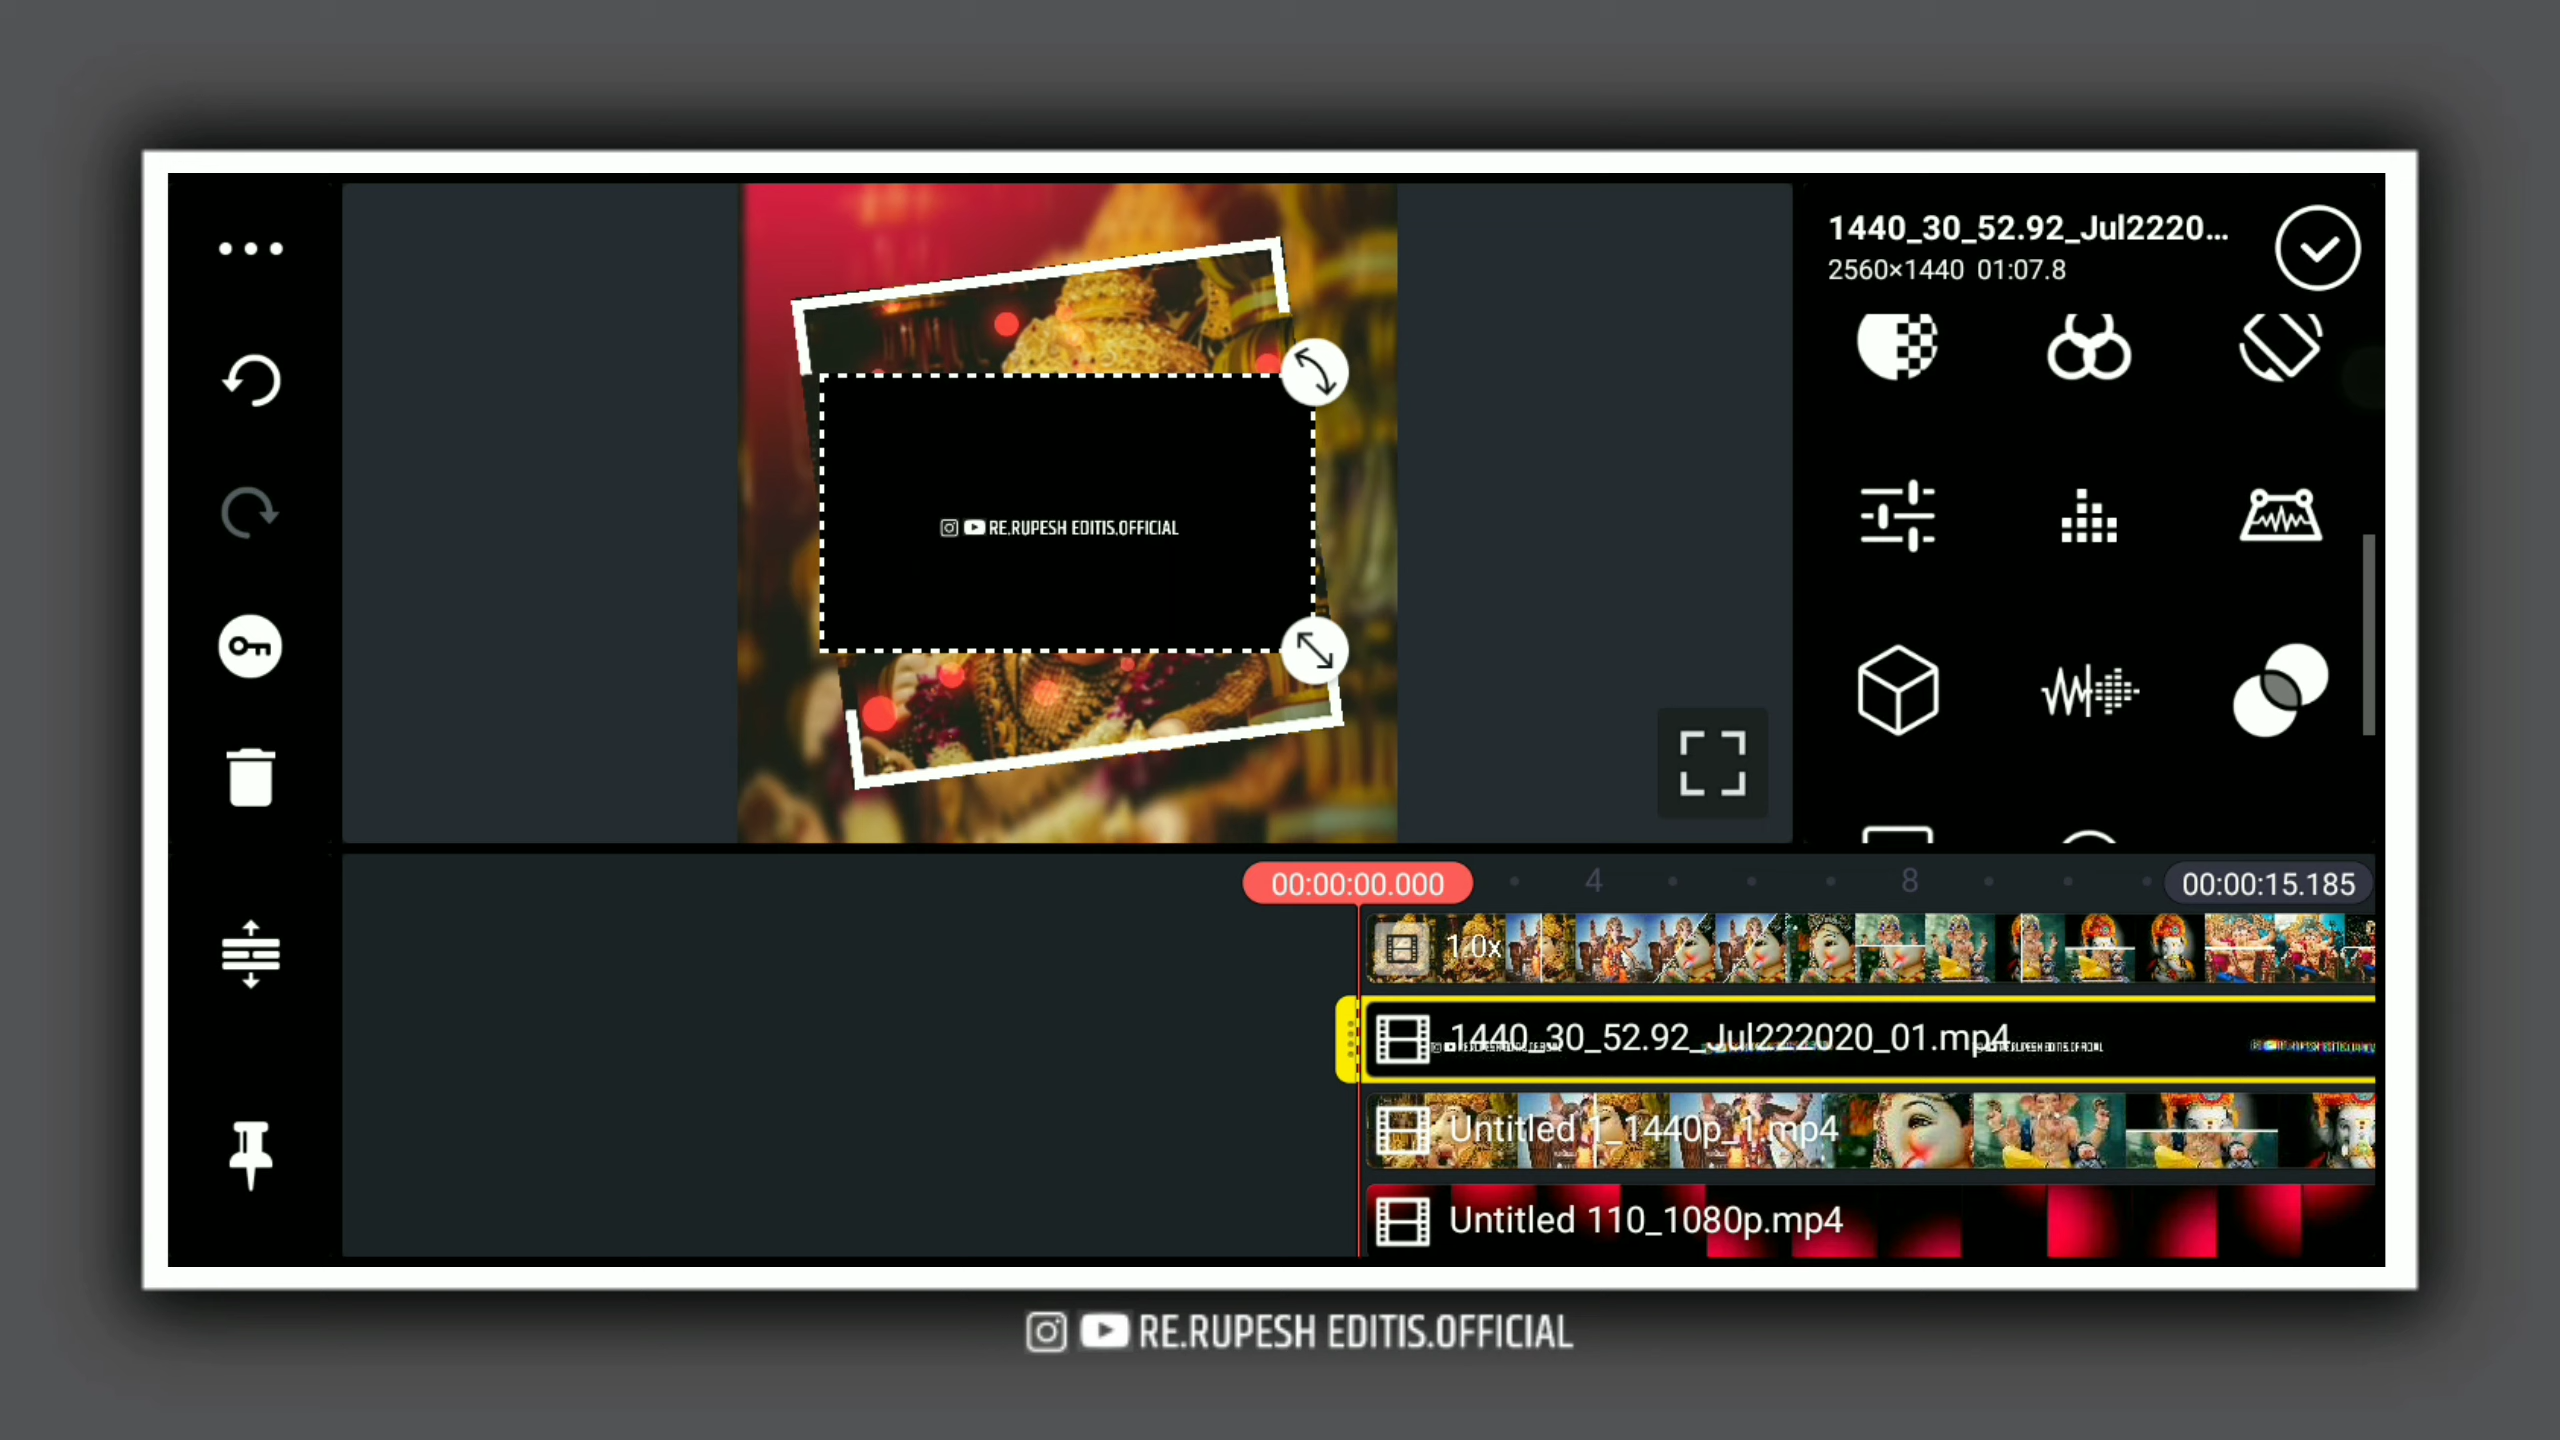 1440_30_52.92_Jul2220...
2560×1440 01:07.8
RE.RUPESH EDITIS.OFFICIAL
00:00:00.000
4
8
00:00:15.185
1.0x
1440_30_52.92_Jul222020_01.mp4
Untitled 1_1440p_1.mp4
Untitled 110_1080p.mp4
RE.RUPESH EDITIS.OFFICIAL